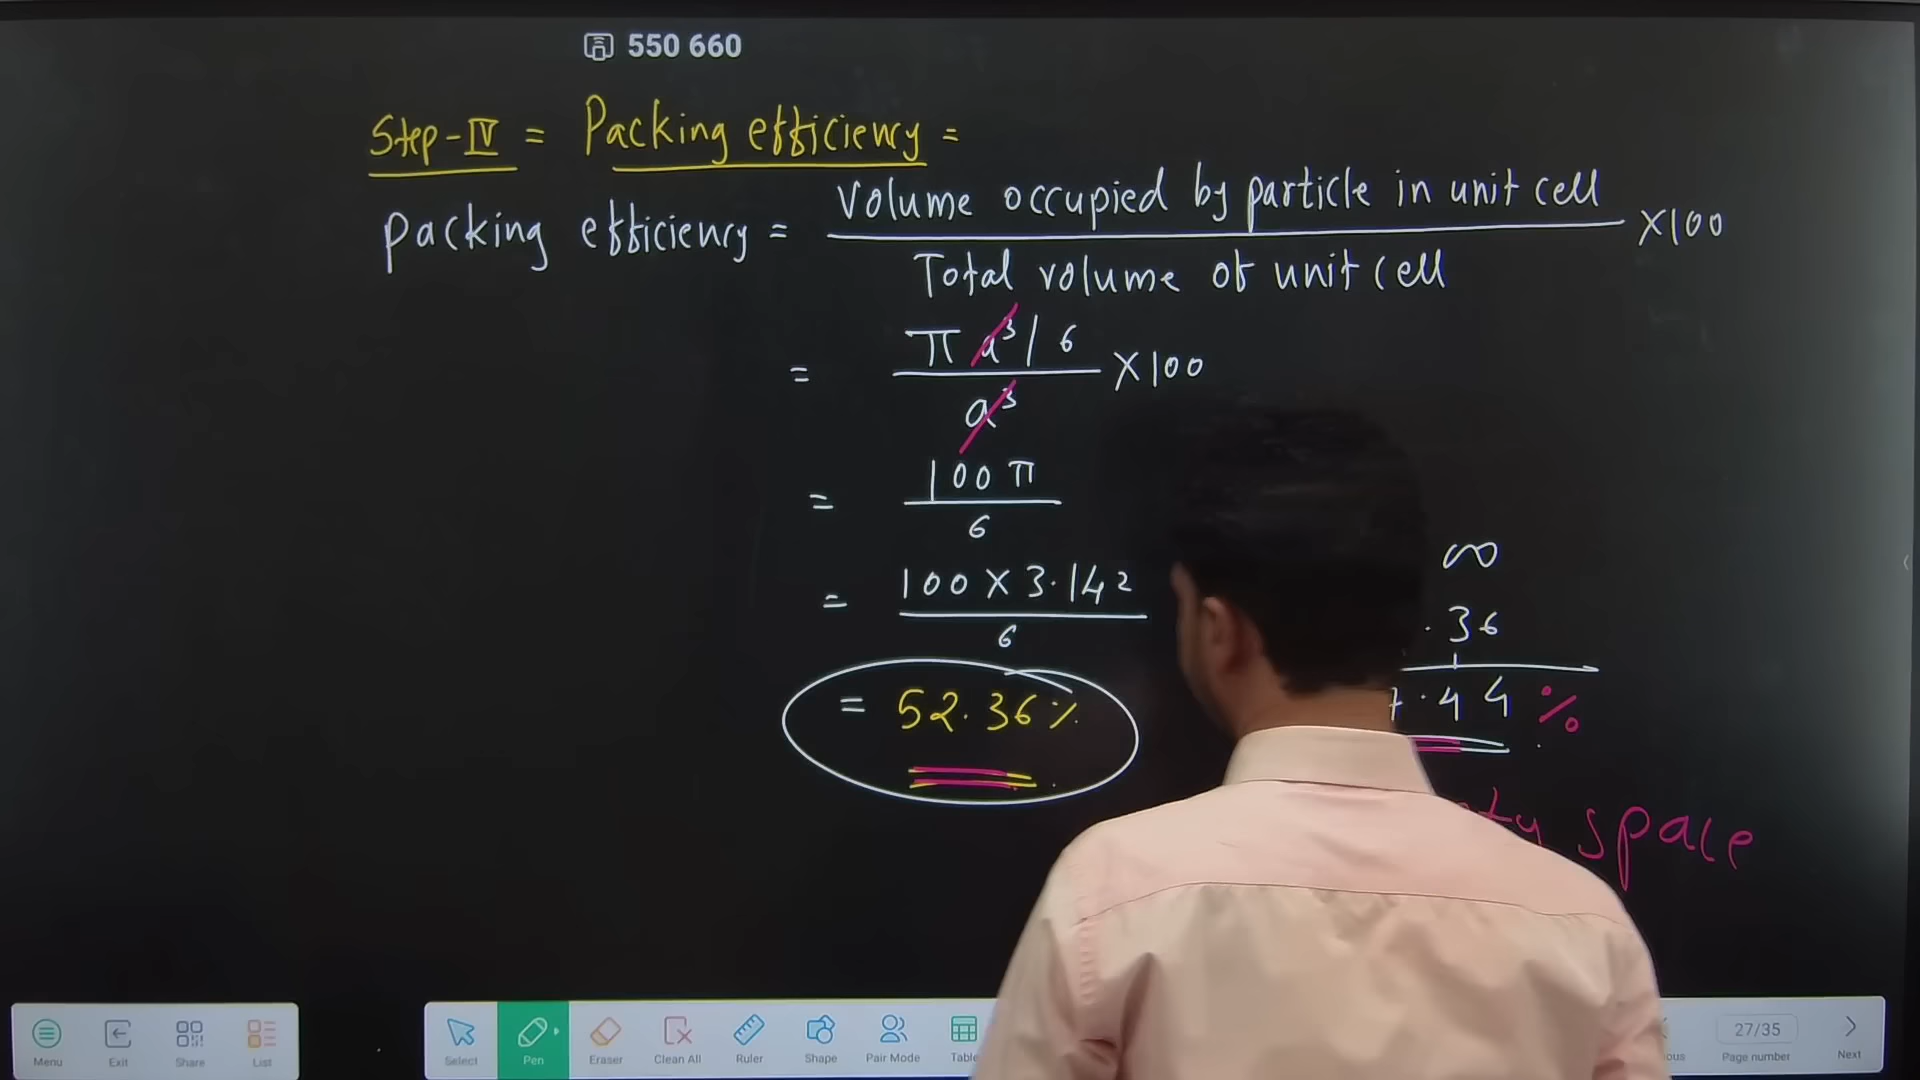 550 660
Step-IV = Packing efficiency =
packing efficiency = Volume occupied by particle in unit cell / Total volume of unit cell X100
= π a³/6 / a³ X100
= 100 π / 6
= 100 X 3.142 / 6
= 52.36%
.36
.44 %
space
Menu Exit Share List
Select Pen Eraser Clean All Ruler Shape Pair Mode Table
27/35
Page number Next